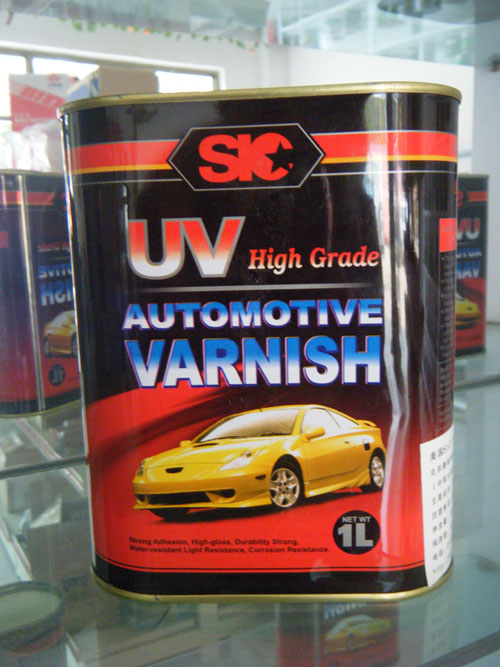 SIC
UV High Grade
AUTOMOTIVE
VARNISH
Strong Adhesion, High-gloss, Durability Strong,
Water-resistant Light Resistance, Corrosion Resistance.
NET WT
1L